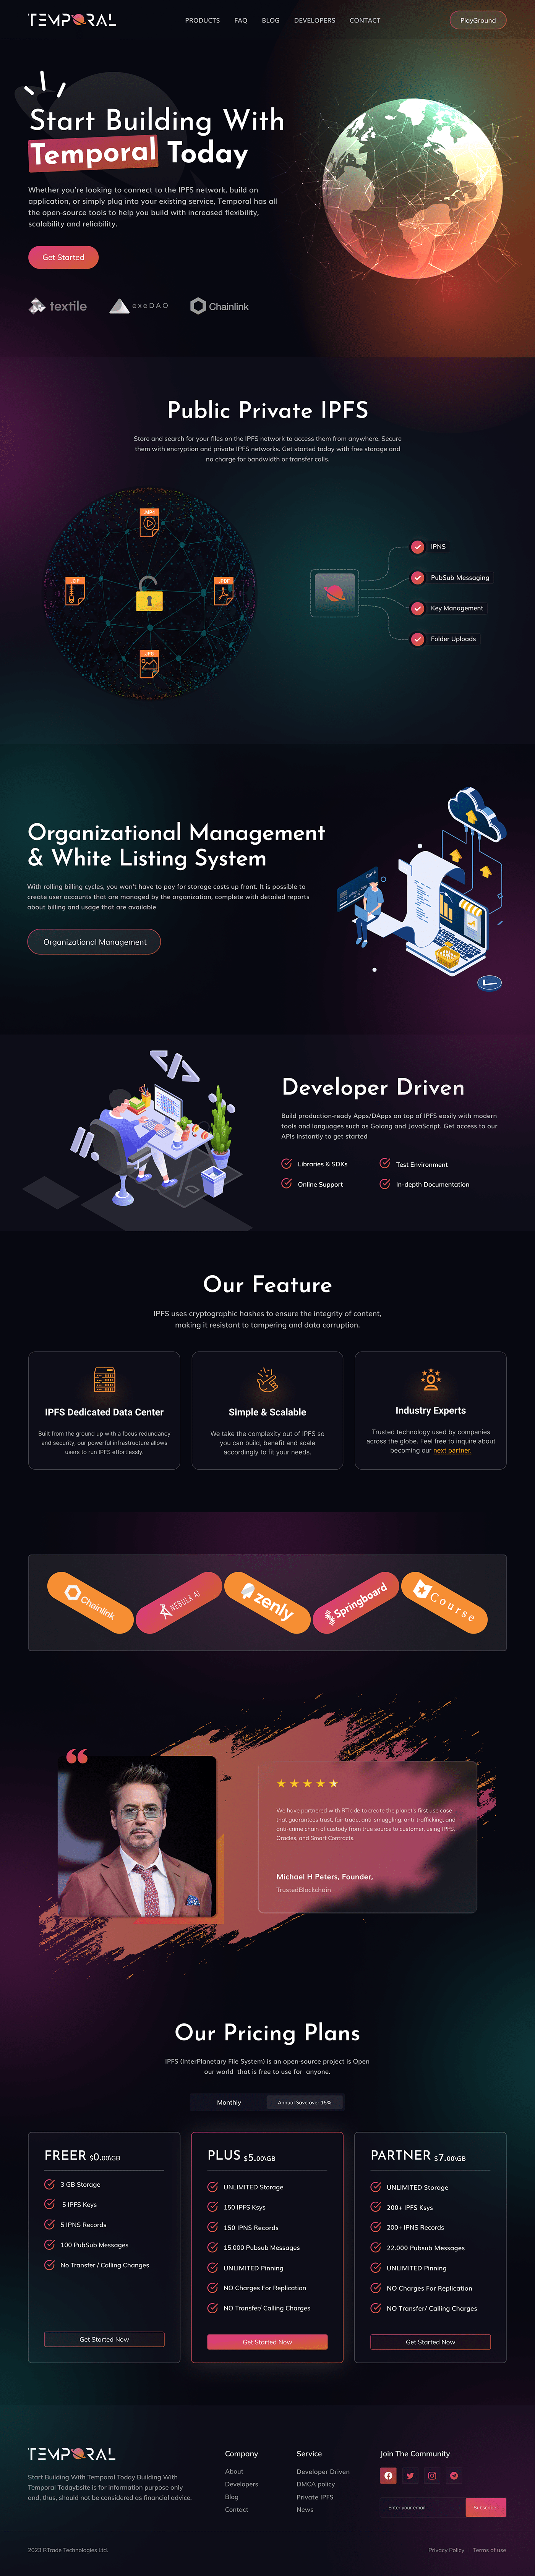 TEMPORAL
PRODUCTS FAQ BLOG DEVELOPERS CONTACT
PlayGround
Start Building With
Temporal Today
Whether you're looking to connect to the IPFS network, build an
application, or simply plug into your existing service, Temporal has all
the open-source tools to help you build with increased flexibility,
scalability and reliability.
Get Started
textile
exeDAO
Chainlink
Public Private IPFS
Store and search for your files on the IPFS network to access them from anywhere. Secure
them with encryption and private IPFS networks. Get started today with free storage and
no charge for bandwidth or transfer calls.
.MP4
.ZIP
.PDF
.JPG
IPNS
PubSub Messaging
Key Management
Folder Uploads
Organizational Management
& White Listing System
With rolling billing cycles, you won't have to pay for storage costs up front. It is possible to
create user accounts that are managed by the organization, complete with detailed reports
about billing and usage that are available
Organizational Management
Bank
Developer Driven
Build production-ready Apps/DApps an top of IPFS easily with modern
tools and languages such as Golang and JavaScript. Get access to our
APIs instantly to get started
Libraries & SDKs
Test Environment
Online Support
In-depth Documentation
Our Feature
IPFS uses cryptographic hashes to ensure the integrity of content,
making it resistant to tampering and data corruption.
IPFS Dedicated Data Center
Built from the ground up with a focus redundancy
and security, our powerful infrastructure allows
users to run IPFS effortlessly.
Simple & Scalable
We take the complexity out of IPFS so
you can build, benefit and scale
accordingly to fit your needs.
Industry Experts
Trusted technology used by companies
across the globe. Feel free to inquire about
becoming our next partner.
Chainlink
NEBULA AI
zenly
Springboard
Course
We have partnered with RTrade to create the planet's first use case
that guarantees trust, fair trade, anti-smuggling, anti-trafficking, and
anti-crime chain of custody from true source to customer, using IPFS,
Oracles, and Smart Contracts.
Michael H Peters, Founder,
TrustedBlockchain
Our Pricing Plans
IPFS (InterPlanetary File System) is an open-source project is Open
our world that is free to use for anyone.
Monthly
Annual Save over 15%
FREER $0.00\GB
3 GB Storage
5 IPFS Keys
5 IPNS Records
100 PubSub Messages
No Transfer / Calling Changes
Get Started Now
PLUS $5.00\GB
UNLIMITED Storage
150 IPFS Ksys
150 IPNS Records
15.000 Pubsub Messages
UNLIMITED Pinning
NO Charges For Replication
NO Transfer/ Calling Charges
Get Started Now
PARTNER $7.00\GB
UNLIMITED Storage
200+ IPFS Ksys
200+ IPNS Records
22.000 Pubsub Messages
UNLIMITED Pinning
NO Charges For Replication
NO Transfer/ Calling Charges
Get Started Now
TEMPORAL
Start Building With Temporal Today Building With
Temporal Todaybsite is for information purpose only
and, thus, should not be considered as financial advice.
Company
About
Developers
Blog
Contact
Service
Developer Driven
DMCA policy
Private IPFS
News
Join The Community
Enter your email
Subscribe
2023 RTrade Technologies Ltd.
Privacy Policy
Terms of use